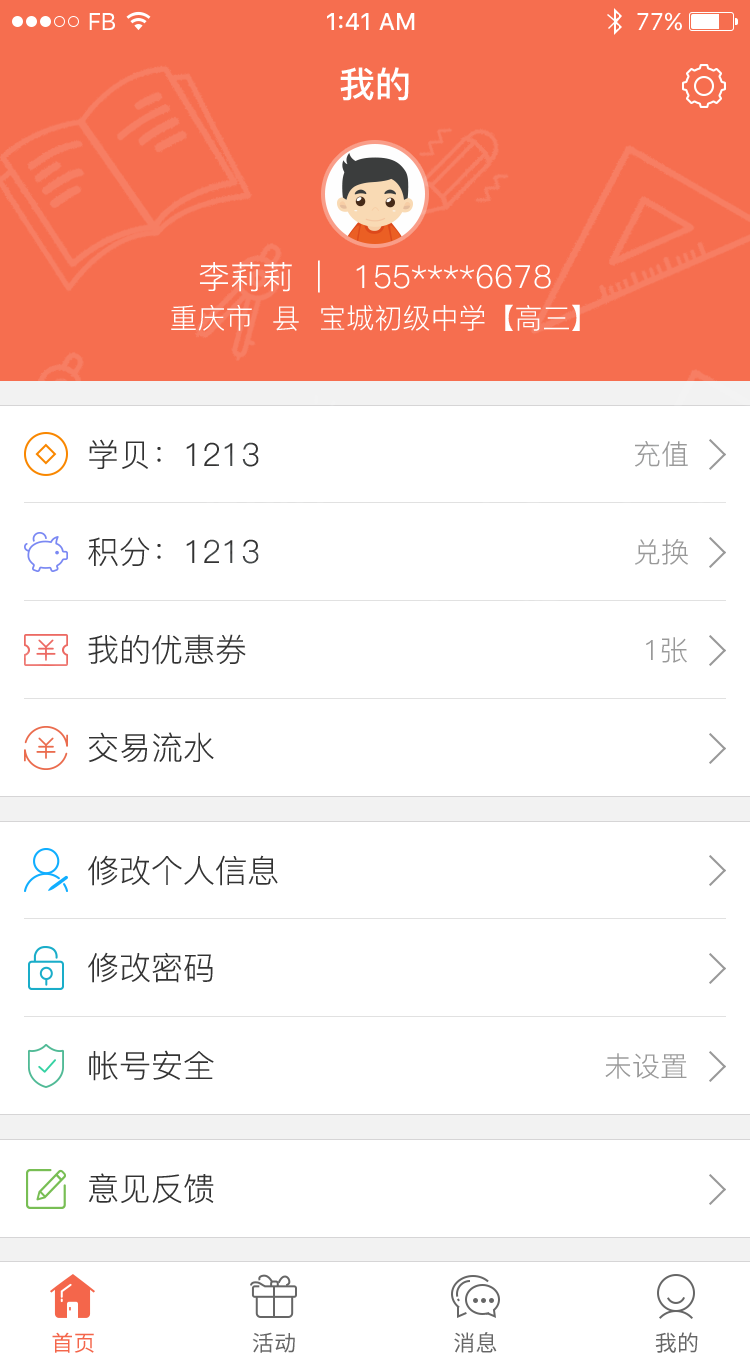 FB 1:41 AM 77%
我的
李莉莉 | 155****6678
重庆市 县 宝城初级中学【高三】
学贝：1213 充值
积分：1213 兑换
我的优惠券 1张
交易流水
修改个人信息
修改密码
帐号安全 未设置
意见反馈
首页 活动 消息 我的